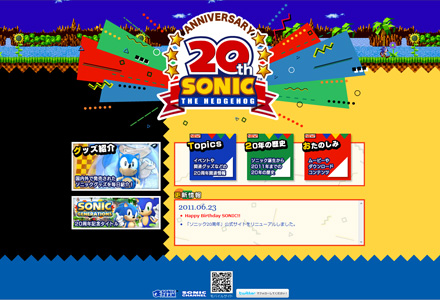 ANNIVERSARY
20th
SONIC
THE HEDGEHOG
グッズ紹介
国内外で発売された
ソニックグッズを毎日紹介!
SONIC
GENERATIONS
20周年記念タイトル
Topics
イベントや
関連グッズなどの
20周年関連情報
20年の歴史
ソニック誕生から
2011年までの
20年の歴史
おたのしみ
ムービーや
ダウンロード
コンテンツ
新情報
2011.06.23
Happy Birthday SONIC!!
「ソニック20周年」公式サイトをリニューアルしました。
SONIC
CHANNEL